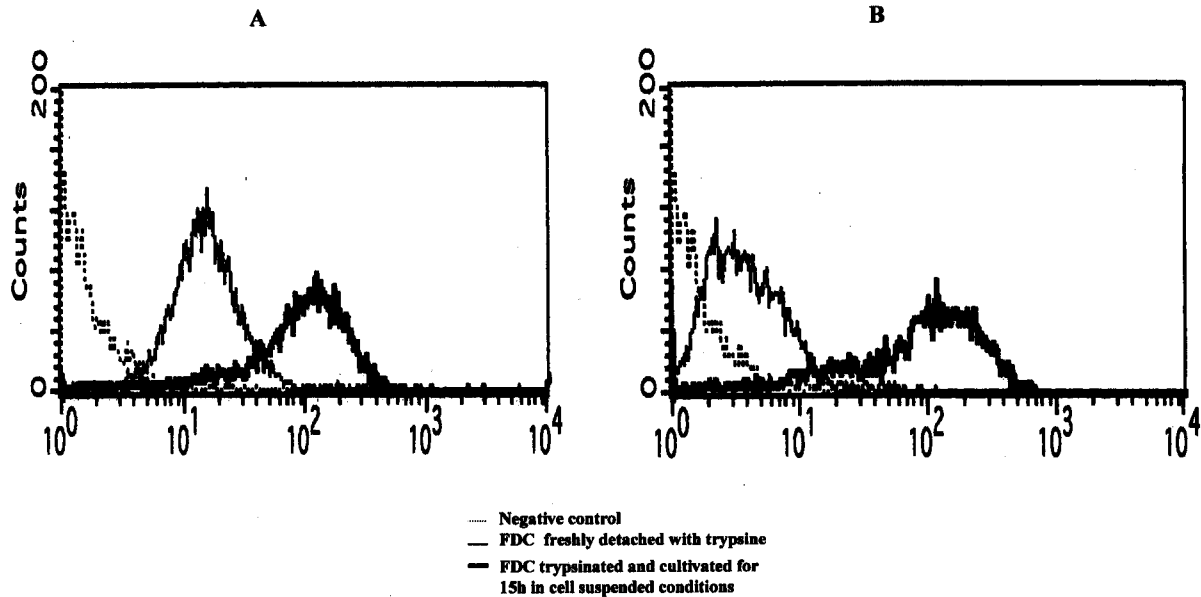 A
B
200
Counts
0
10^0
10^1
10^2
10^3
10^4
200
Counts
0
10^0
10^1
10^2
10^3
10^4
Negative control
FDC freshly detached with trypsine
FDC trypsinated and cultivated for
15h in cell suspended conditions